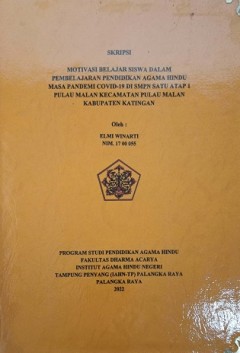 SKRIPSI
MOTIVASI BELAJAR SISWA DALAM
PEMBELAJARAN PENDIDIKAN AGAMA HINDU
MASA PANDEMI COVID-19 DI SMPN SATU ATAP 1
PULAU MALAN KECAMATAN PULAU MALAN
KABUPATEN KATINGAN
Oleh :
ELMI WINARTI
NIM. 17 00 055
PROGRAM STUDI PENDIDIKAN AGAMA HINDU
FAKULTAS DHARMA ACARYA
INSTITUT AGAMA HINDU NEGERI
TAMPUNG PENYANG (IAHN-TP) PALANGKA RAYA
PALANGKA RAYA
2022